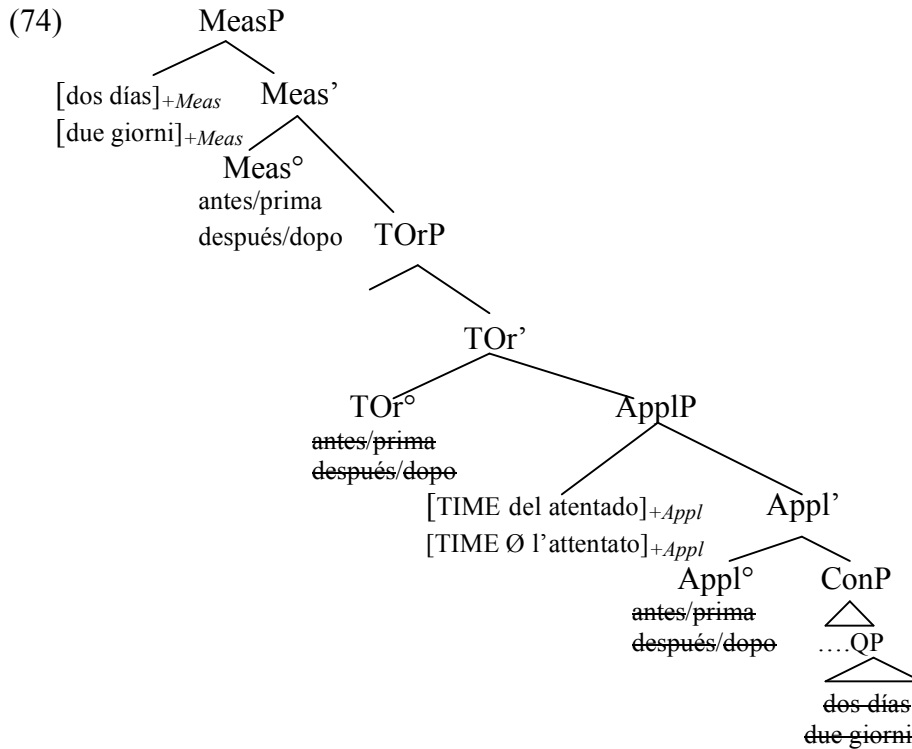 (74) MeasP
[dos días]+Meas Meas’
[due giorni]+Meas
Meas°
antes/prima
después/dopo TOrP
TOr’
TOr° ApplP
antes/prima
después/dopo
[TIME del atentado]+Appl Appl’
[TIME Ø l’attentato]+Appl
Appl° ConP
antes/prima
después/dopo ….QP
dos días
due giorni